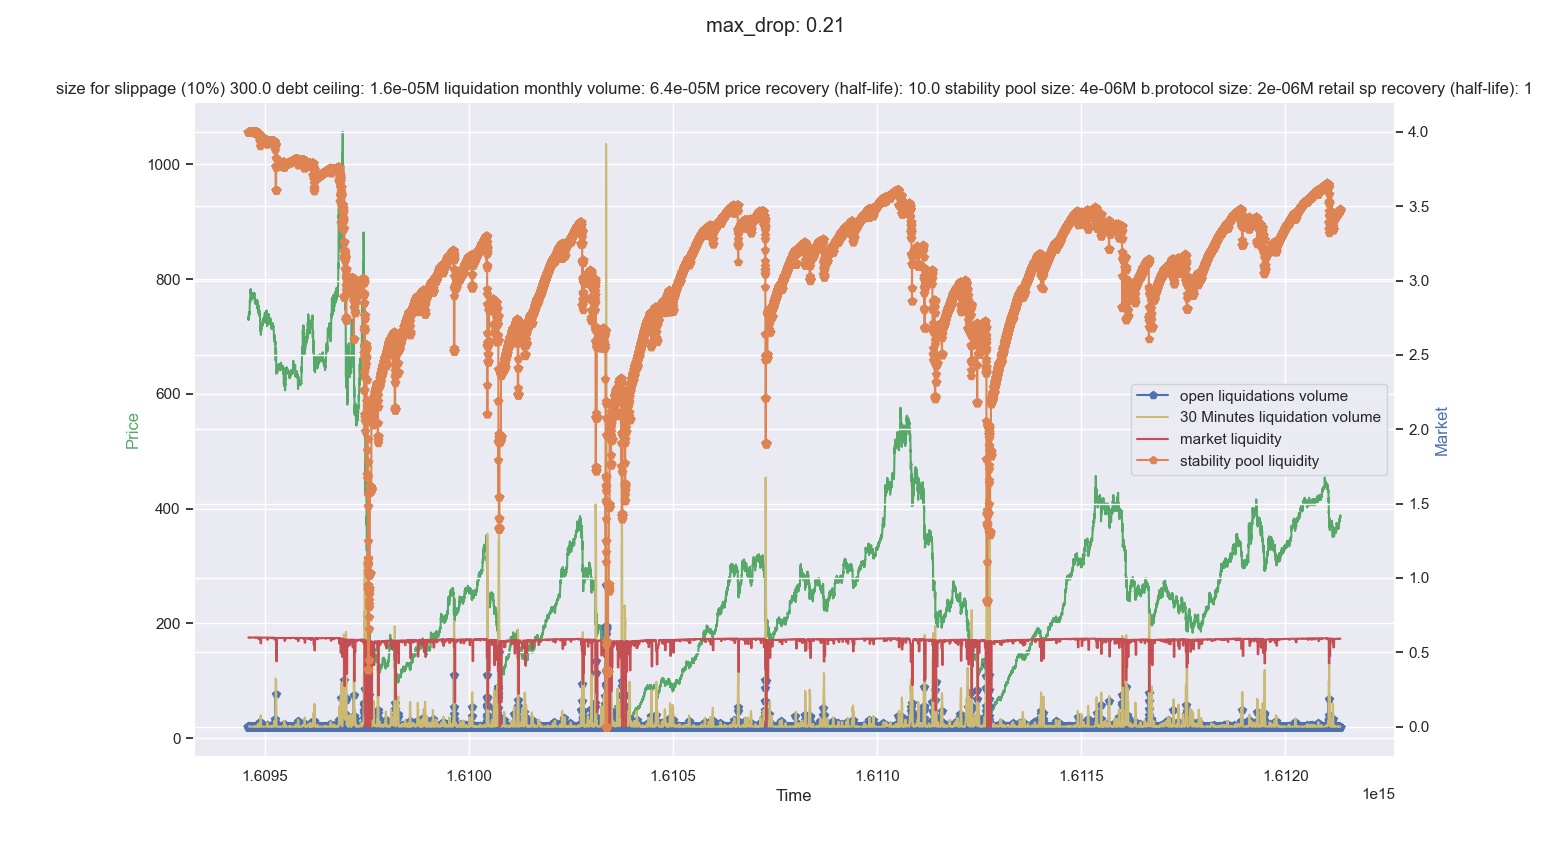 max_drop: 0.21
size for slippage (10%) 300.0 debt ceiling: 1.6e-05M liquidation monthly volume: 6.4e-05M price recovery (half-life): 10.0 stability pool size: 4e-06M b.protocol size: 2e-06M retail sp recovery (half-life): 1
1000
800
600
400
200
0
Price
4.0
3.5
3.0
2.5
2.0
1.5
1.0
0.5
0.0
Market
open liquidations volume
30 Minutes liquidation volume
market liquidity
stability pool liquidity
1.6095 1.6100 1.6105 1.6110 1.6115 1.6120
Time
1e15